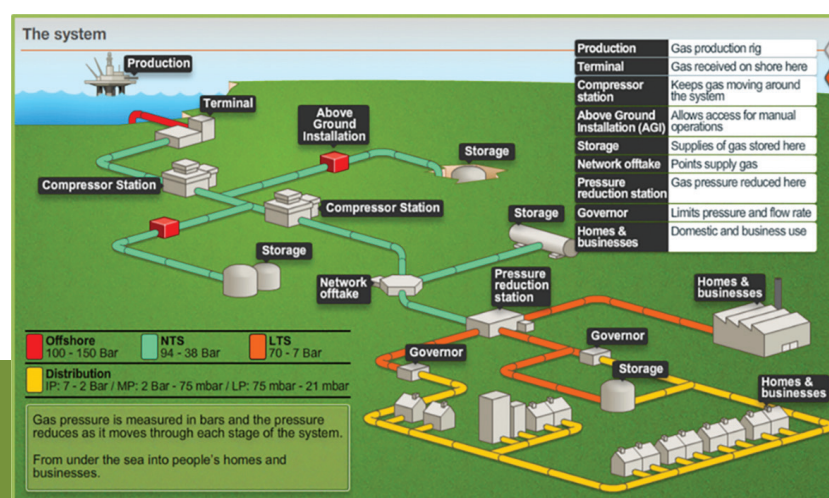 The system
Production
Terminal
Above
Ground
Installation
Storage
Compressor Station
Compressor Station
Storage
Storage
Network
offtake
Pressure
reduction
station
Homes &
businesses
Governor
Governor
Storage
Homes &
businesses
Production Gas production rig
Terminal Gas received on shore here
Compressor station Keeps gas moving around
the system
Above Ground
Installation (AGI) Allows access for manual
operations
Storage Supplies of gas stored here
Network offtake Points supply gas
Pressure
reduction station Gas pressure reduced here
Governor Limits pressure and flow rate
Homes &
businesses Domestic and business use
Offshore
100 - 150 Bar
NTS
94 - 38 Bar
LTS
70 - 7 Bar
Distribution
IP: 7 - 2 Bar / MP: 2 Bar - 75 mbar / LP: 75 mbar - 21 mbar
Gas pressure is measured in bars and the pressure
reduces as it moves through each stage of the system.
From under the sea into people's homes and
businesses.